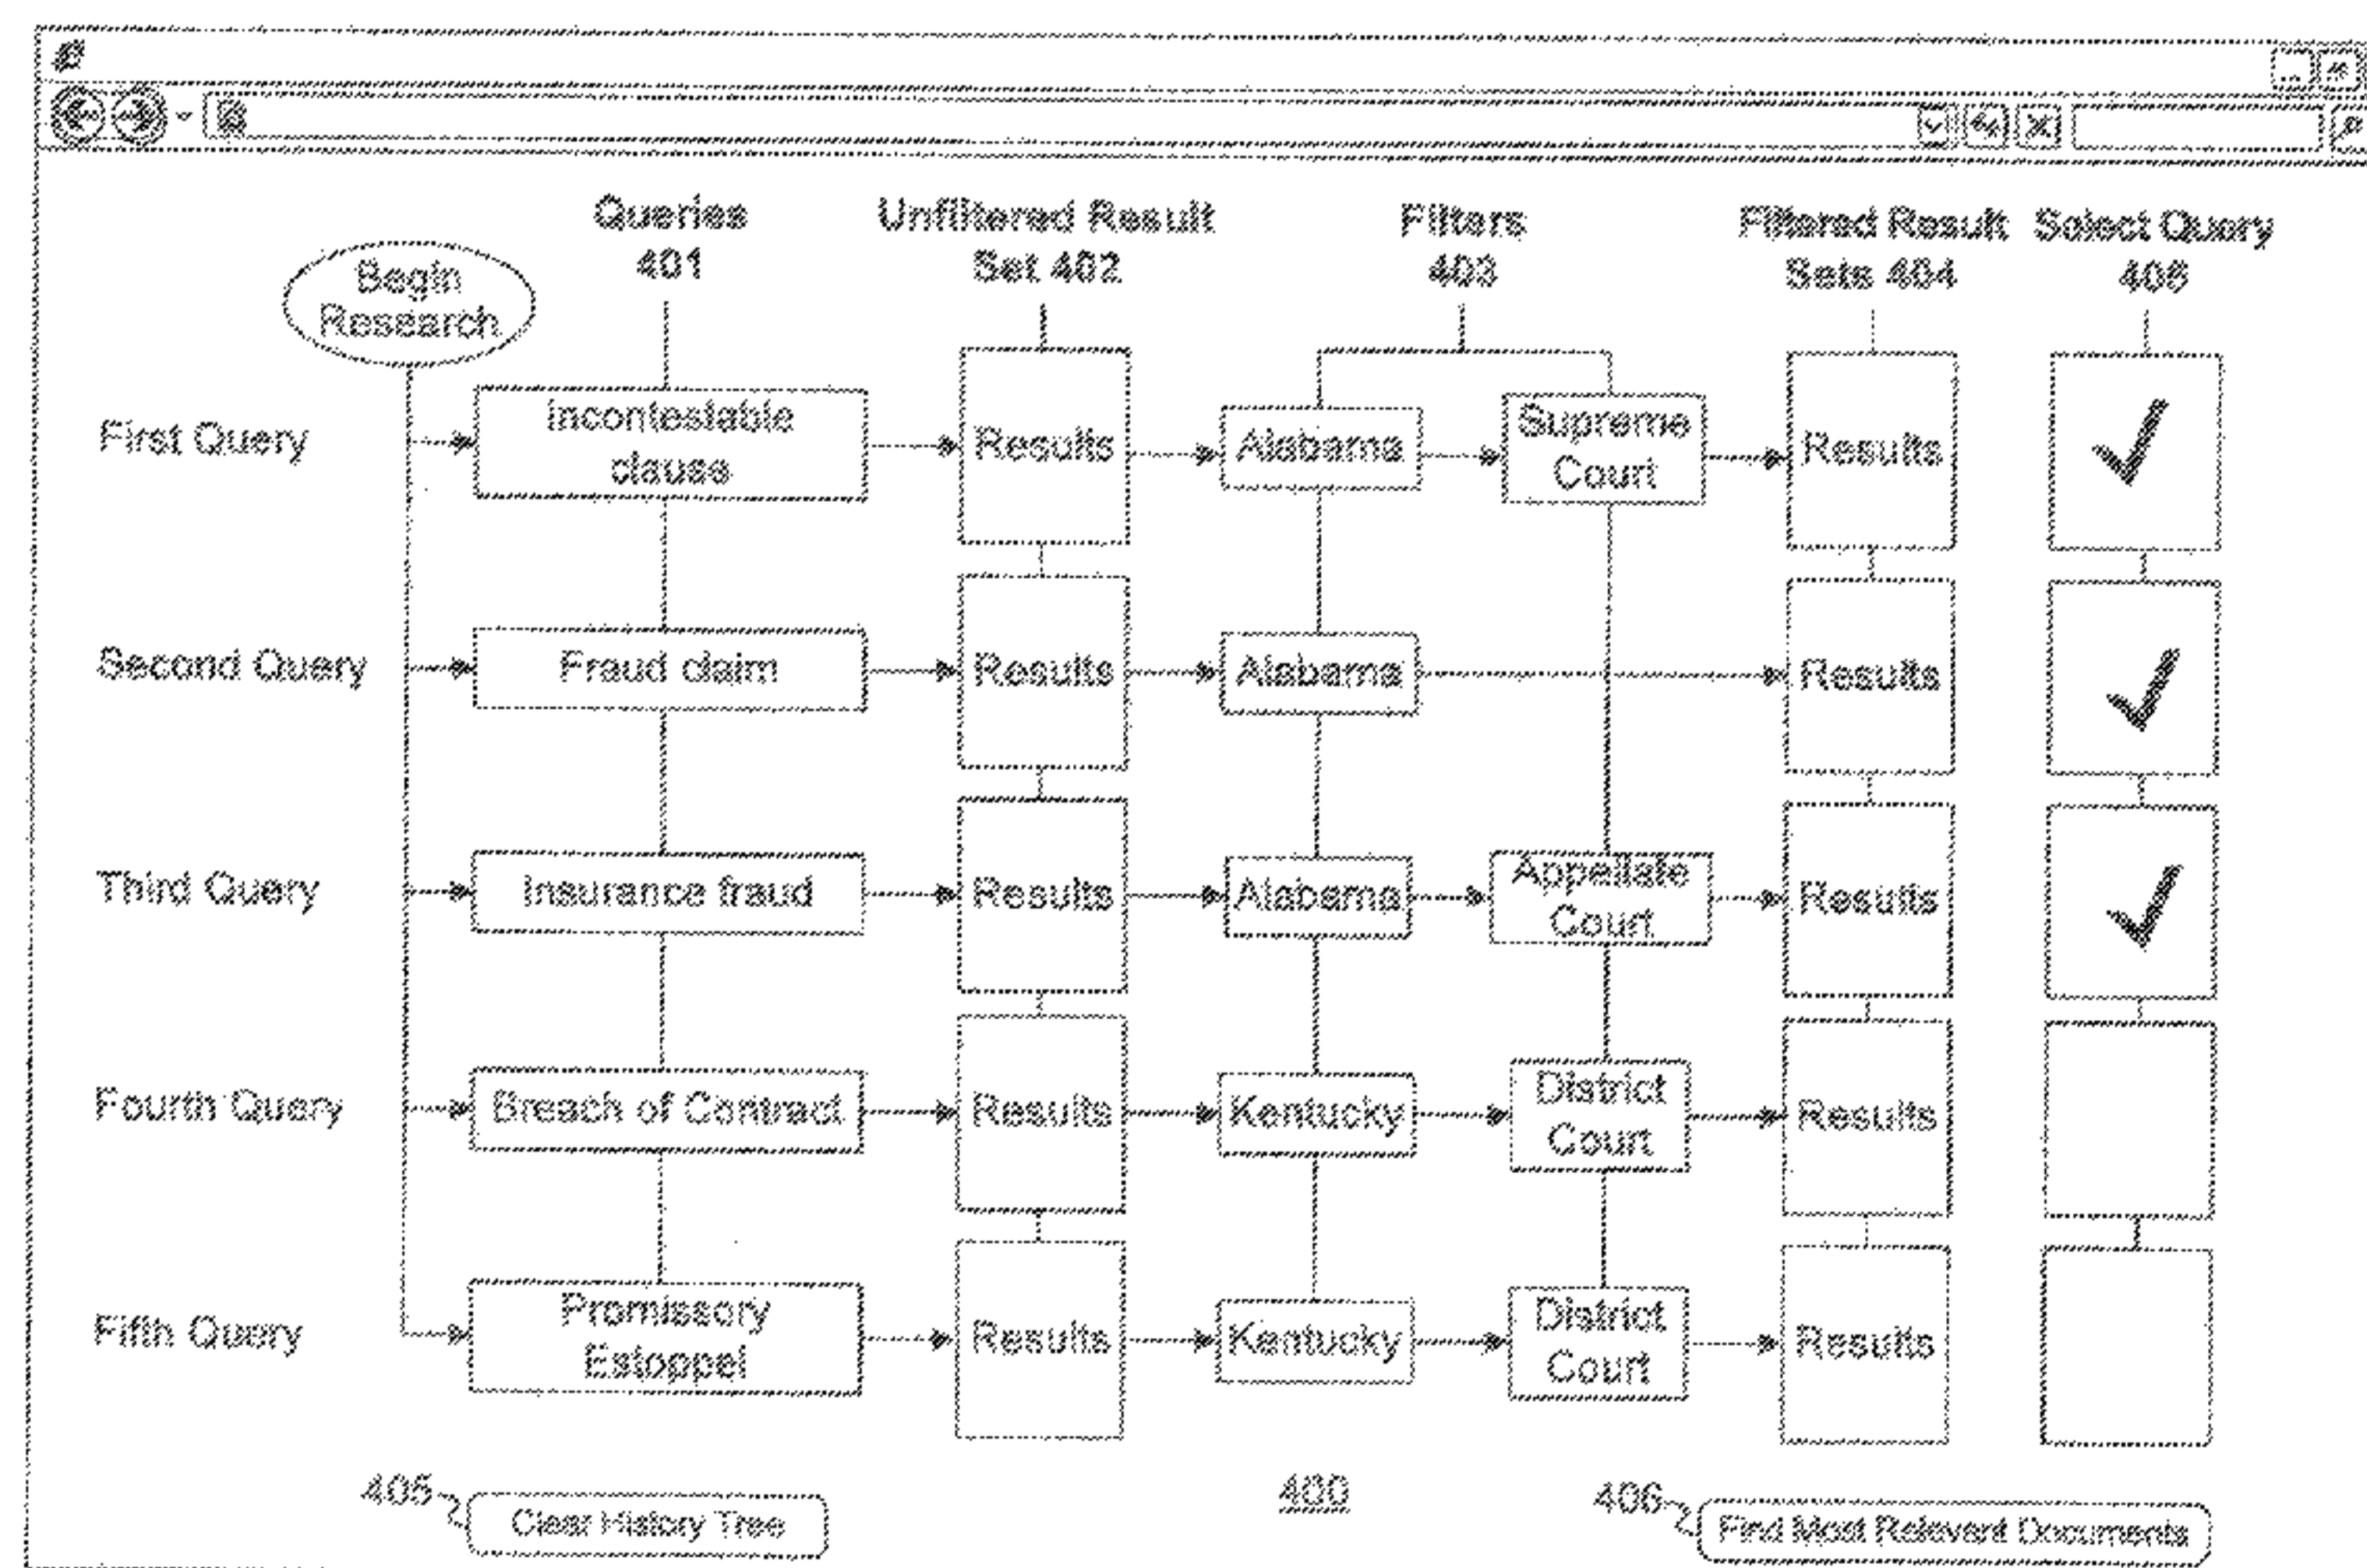 Queries
401
Unfiltered Result
Set 402
Filters
403
Filtered Result
Sets 404
Select Query
Begin
Research
First Query
Incontestable
clause
Results
Alabama
Supreme
Court
Results
Second Query
Fraud claim
Results
Alabama
Results
Third Query
Insurance fraud
Results
Alabama
Appellate
Court
Results
Fourth Query
Breach of Contract
Results
Kentucky
District
Court
Results
Fifth Query
Promissory
Estoppel
Results
Kentucky
District
Court
Results
405
Clear History Tree
400
406
Find Most Relevant Documents